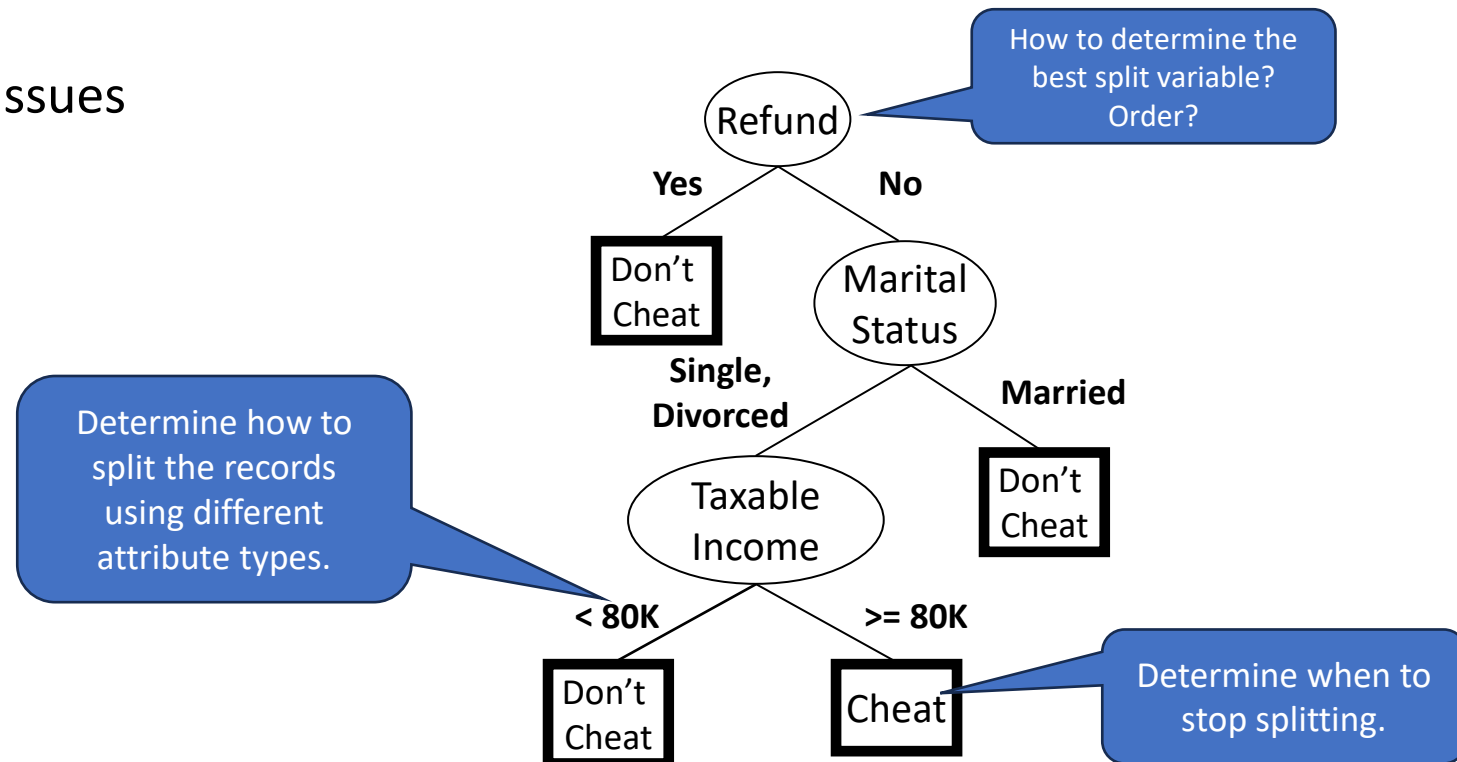 ssues
How to determine the
best split variable?
Order?
Refund
Yes
No
Don't
Cheat
Marital
Status
Single,
Divorced
Married
Determine how to
split the records
using different
attribute types.
Taxable
Income
Don't
Cheat
< 80K
>= 80K
Don't
Cheat
Cheat
Determine when to
stop splitting.